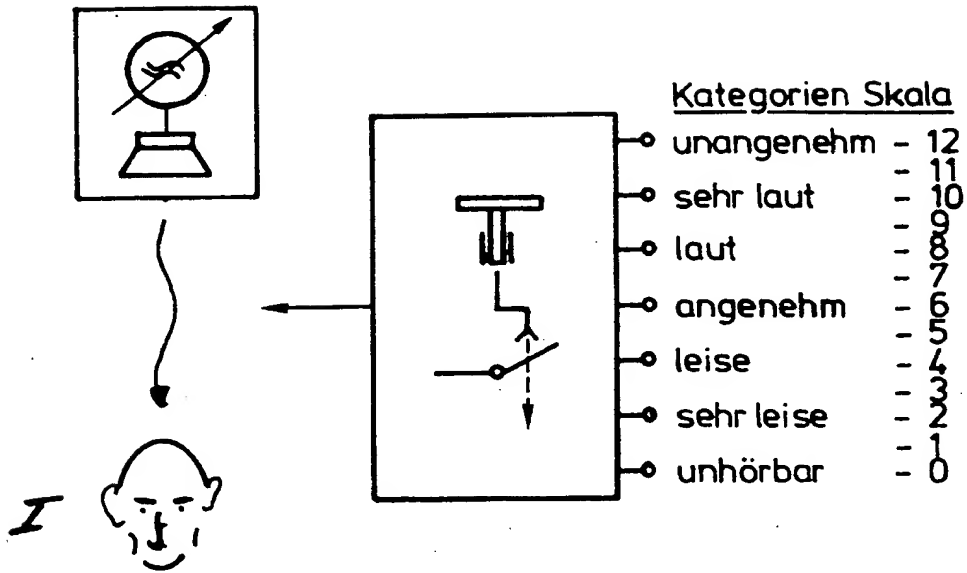 Kategorien Skala
unangenehm - 12
- 11
sehr laut - 10
- 9
laut - 8
- 7
angenehm - 6
- 5
leise - 4
- 3
sehr leise - 2
- 1
unhörbar - 0
I